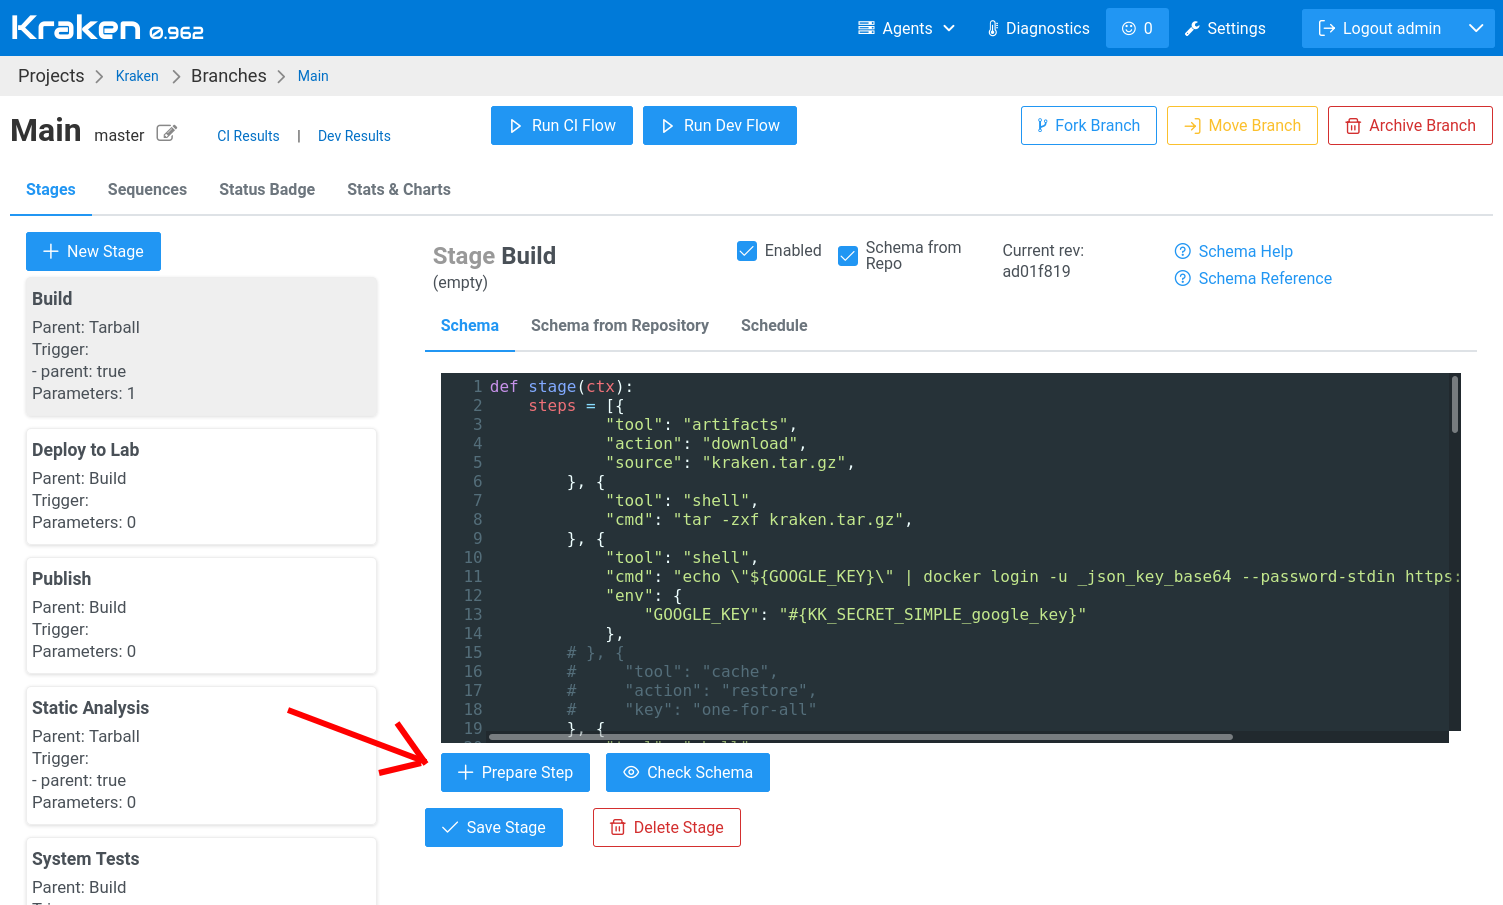 Kraken 0.962
Agents
Diagnostics
0
Settings
Logout admin
Projects > Kraken > Branches > Main
Main master
CI Results | Dev Results
Run CI Flow
Run Dev Flow
Fork Branch
Move Branch
Archive Branch
Stages
Sequences
Status Badge
Stats & Charts
New Stage
Build
Parent: Tarball
Trigger:
- parent: true
Parameters: 1
Deploy to Lab
Parent: Build
Trigger:
Parameters: 0
Publish
Parent: Build
Trigger:
Parameters: 0
Static Analysis
Parent: Tarball
Trigger:
- parent: true
Parameters: 0
System Tests
Parent: Build
Stage Build
(empty)
Enabled
Schema from
Repo
Current rev:
ad01f819
Schema Help
Schema Reference
Schema
Schema from Repository
Schedule
1 def stage(ctx):
2     steps = [{
3             "tool": "artifacts",
4             "action": "download",
5             "source": "kraken.tar.gz",
6         }, {
7             "tool": "shell",
8             "cmd": "tar -zxf kraken.tar.gz",
9         }, {
10             "tool": "shell",
11             "cmd": "echo \"${GOOGLE_KEY}\" | docker login -u _json_key_base64 --password-stdin https:
12             "env": {
13                 "GOOGLE_KEY": "#{KK_SECRET_SIMPLE_google_key}"
14             },
15         # }, {
16         #     "tool": "cache",
17         #     "action": "restore",
18         #     "key": "one-for-all"
19         }, {
Prepare Step
Check Schema
Save Stage
Delete Stage